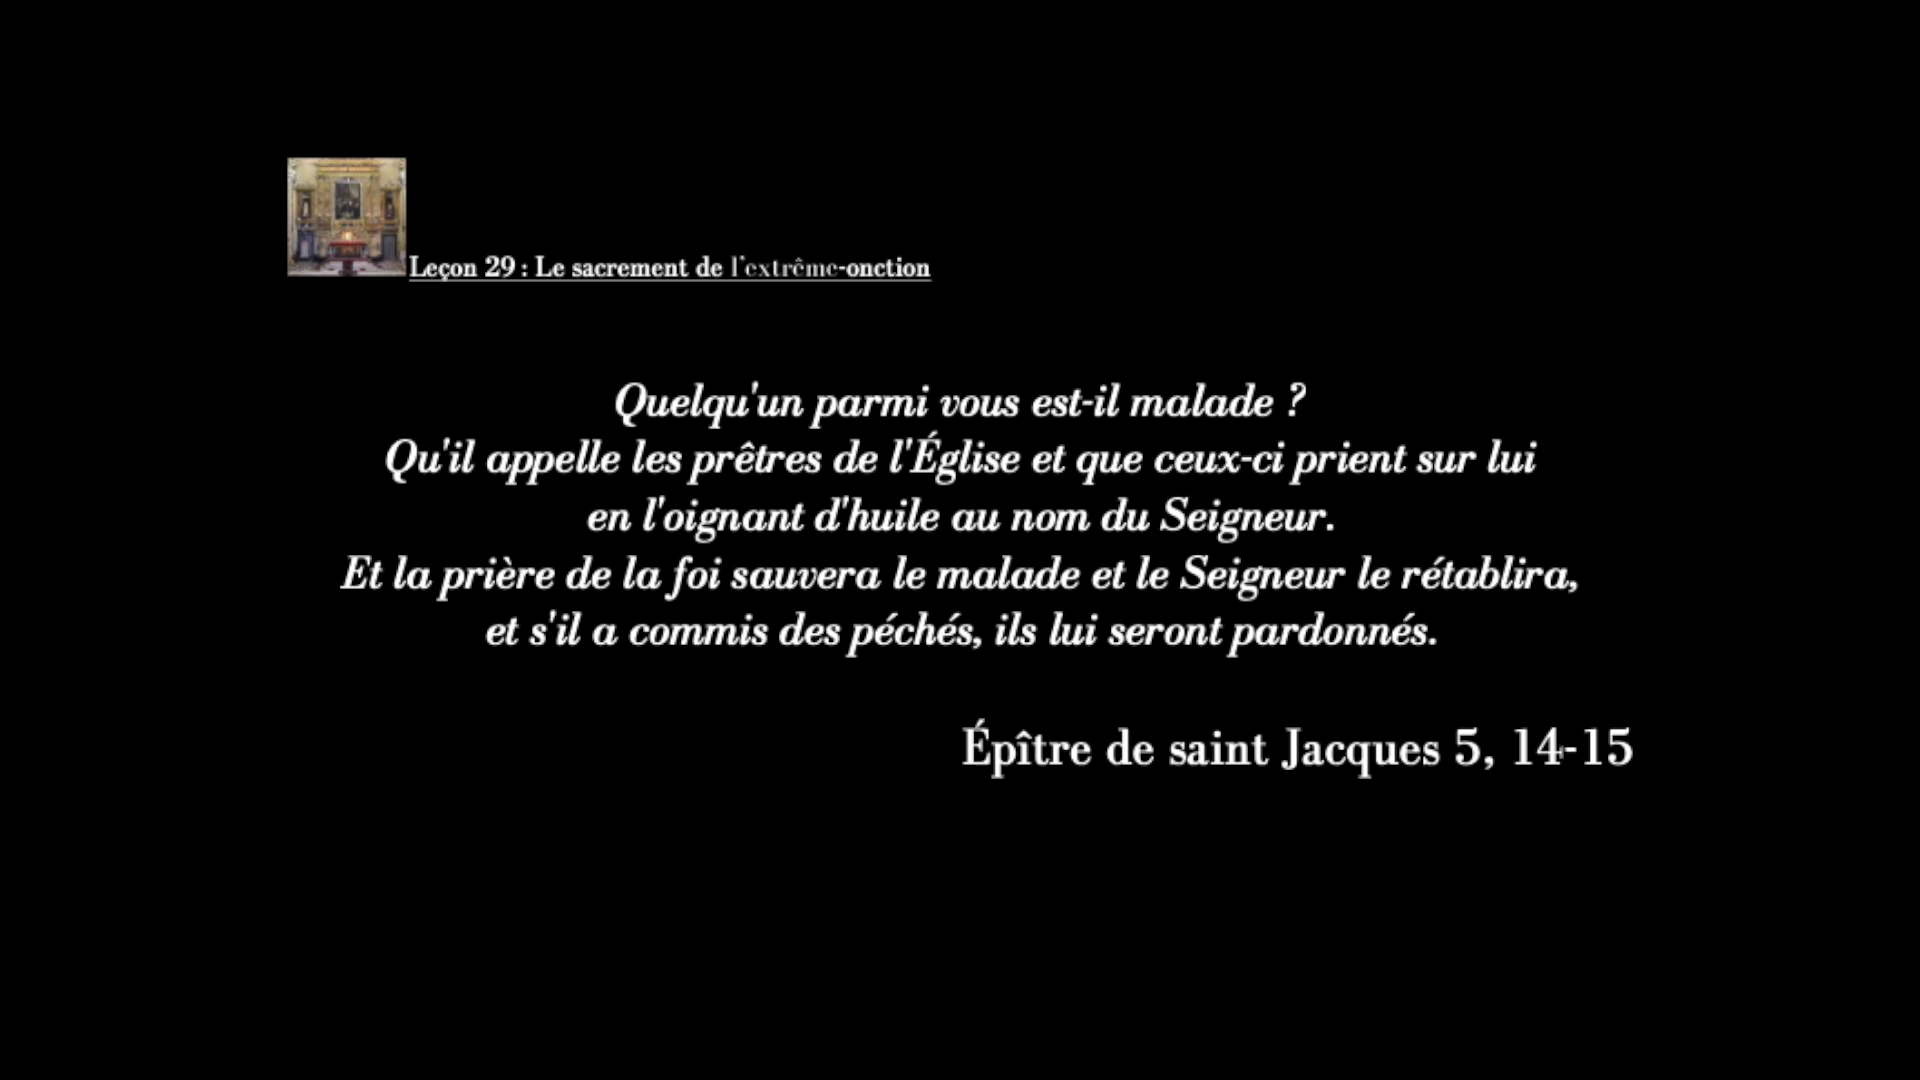 Leçon 29 : Le sacrement de l'extrême-onction
Quelqu'un parmi vous est-il malade ?
Qu'il appelle les prêtres de l'Église et que ceux-ci prient sur lui
en l'oignant d'huile au nom du Seigneur.
Et la prière de la foi sauvera le malade et le Seigneur le rétablira,
et s'il a commis des péchés, ils lui seront pardonnés.
Épître de saint Jacques 5, 14-15